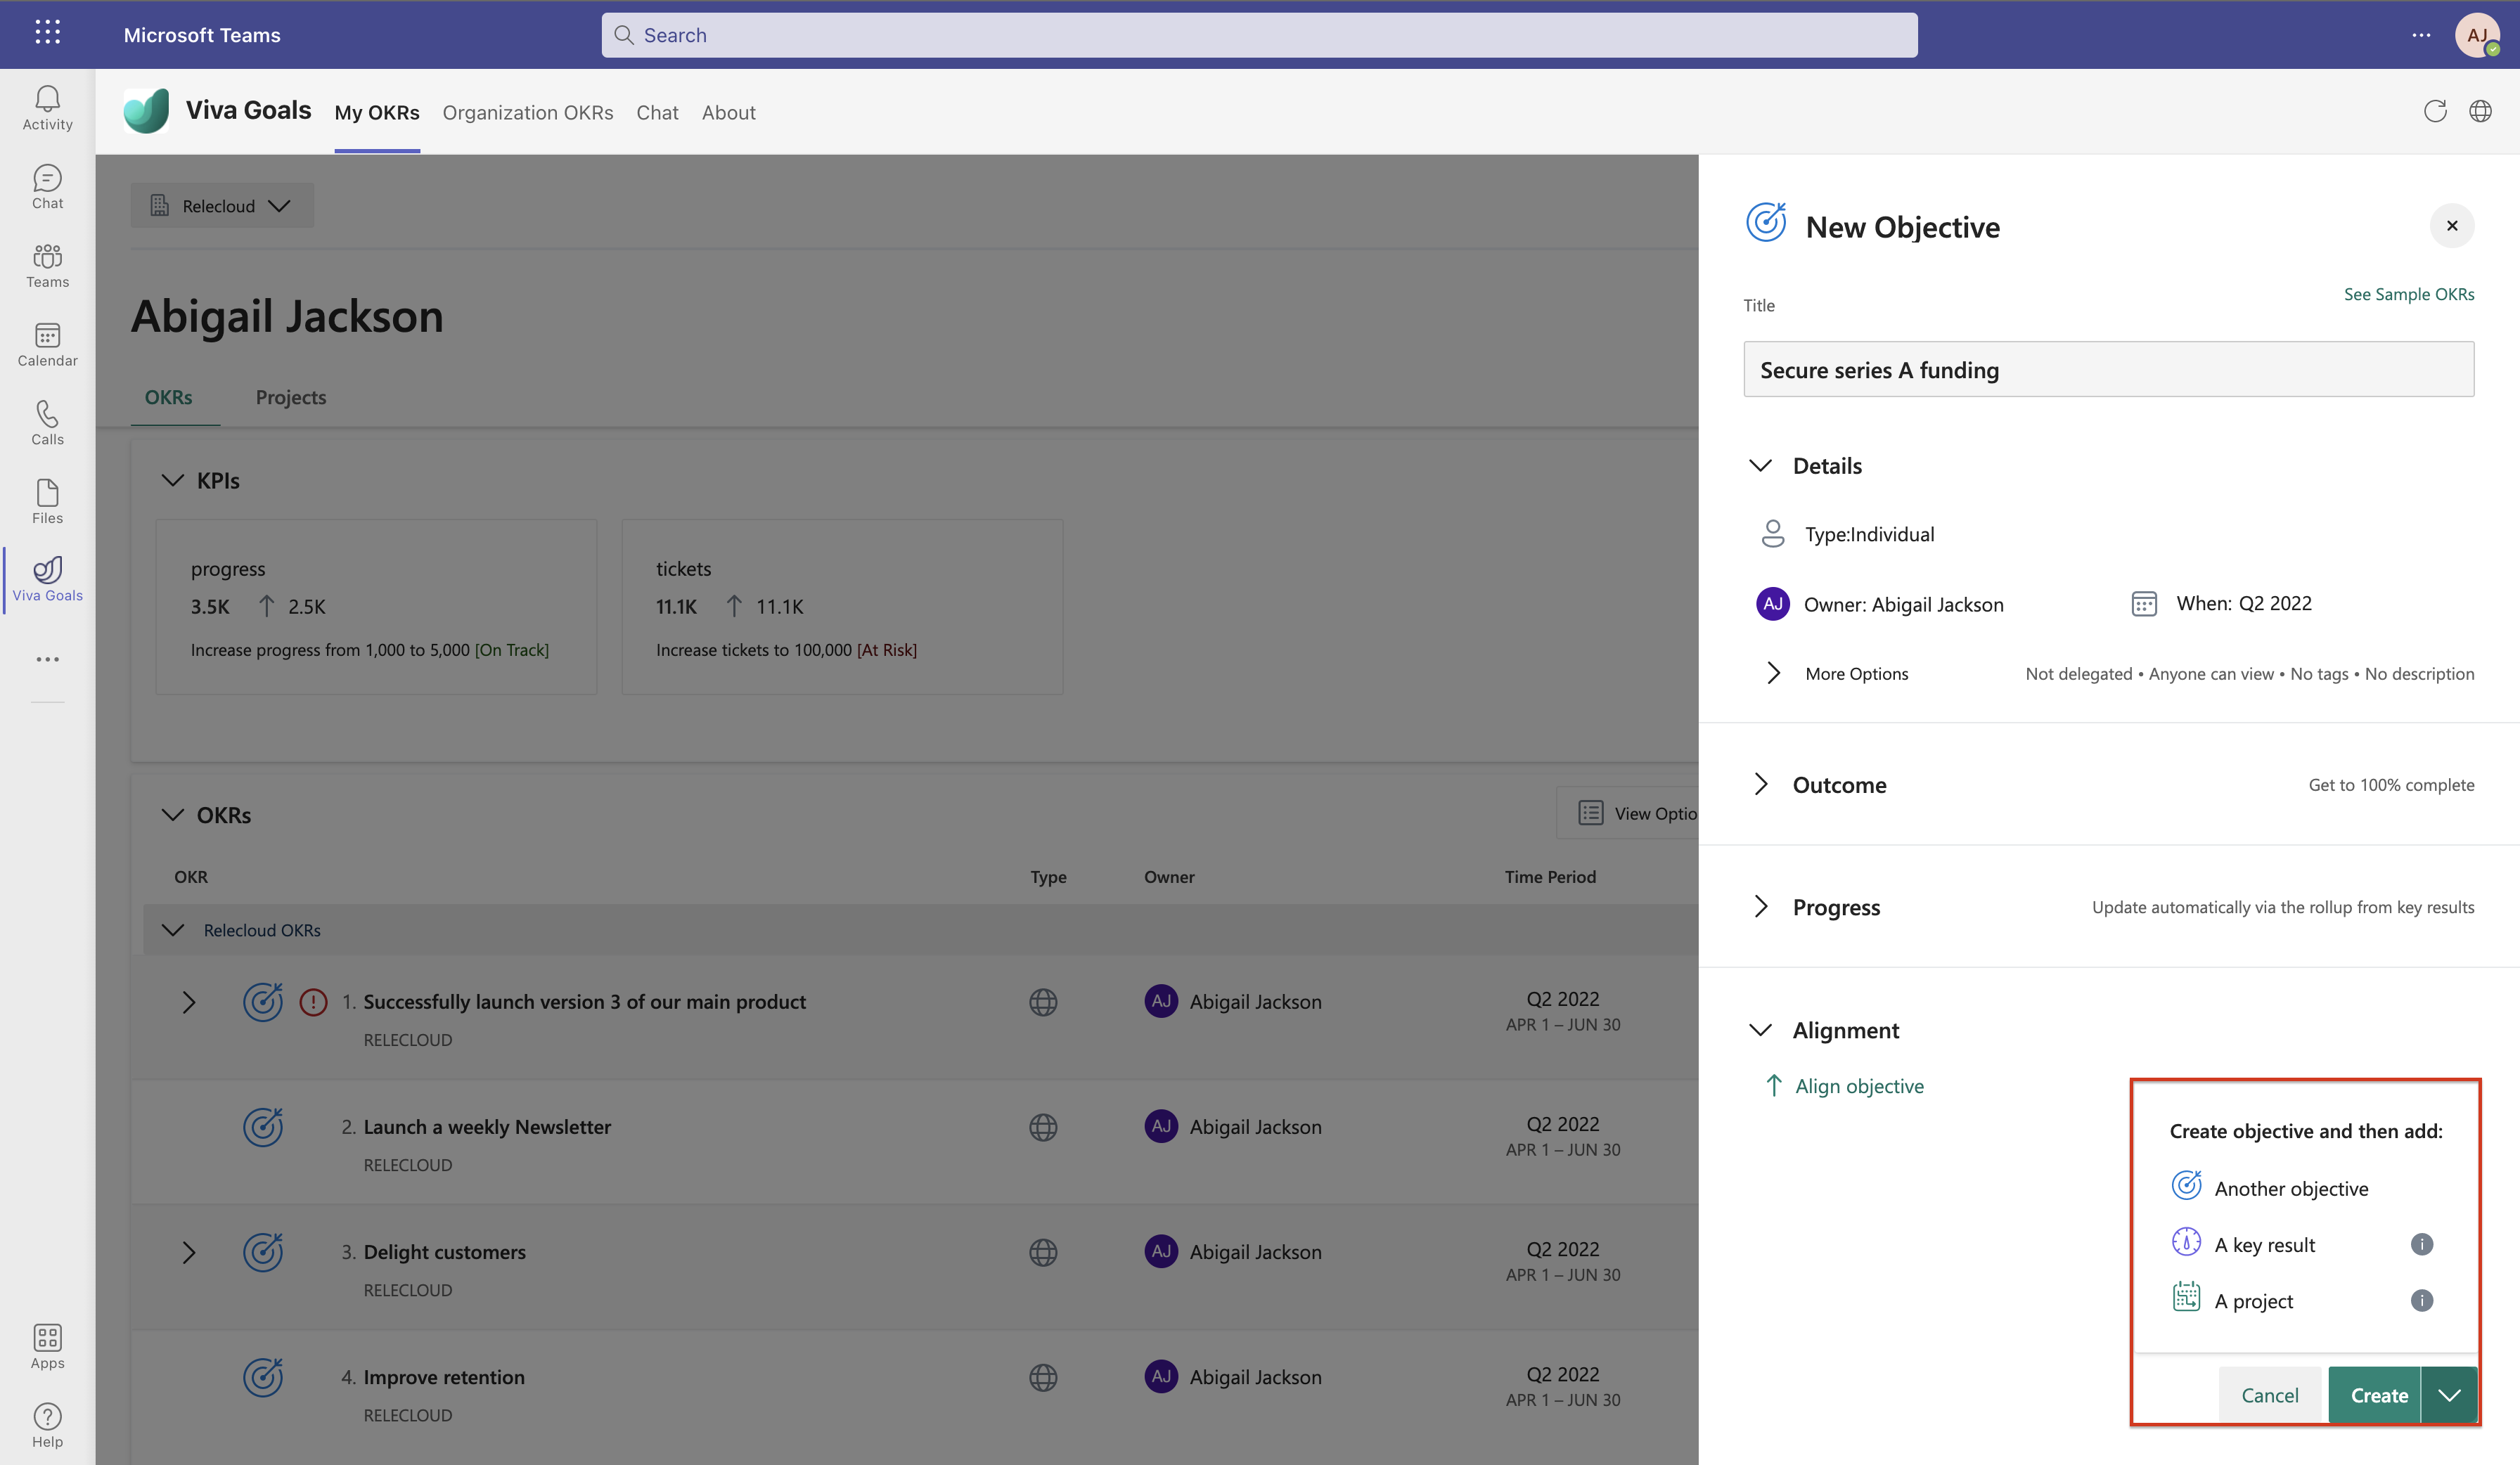 Microsoft Teams
Search
AJ
Activity
Chat
Teams
Calendar
Calls
Files
Viva Goals
Apps
Help
Viva Goals
My OKRs
Organization OKRs
Chat
About
Relecloud
Abigail Jackson
OKRs
Projects
KPIs
progress
3.5K ↑ 2.5K
Increase progress from 1,000 to 5,000 [On Track]
tickets
11.1K ↑ 11.1K
Increase tickets to 100,000 [At Risk]
OKRs
View Optio
OKR Type Owner Time Period
Relecloud OKRs
1. Successfully launch version 3 of our main product
RELECLOUD
AJ Abigail Jackson
Q2 2022
APR 1 – JUN 30
2. Launch a weekly Newsletter
RELECLOUD
AJ Abigail Jackson
Q2 2022
APR 1 – JUN 30
3. Delight customers
RELECLOUD
AJ Abigail Jackson
Q2 2022
APR 1 – JUN 30
4. Improve retention
RELECLOUD
AJ Abigail Jackson
Q2 2022
APR 1 – JUN 30
New Objective
See Sample OKRs
Title
Secure series A funding
Details
Type:Individual
AJ Owner: Abigail Jackson
When: Q2 2022
More Options
Not delegated • Anyone can view • No tags • No description
Outcome
Get to 100% complete
Progress
Update automatically via the rollup from key results
Alignment
Align objective
Create objective and then add:
Another objective
A key result
A project
Cancel
Create